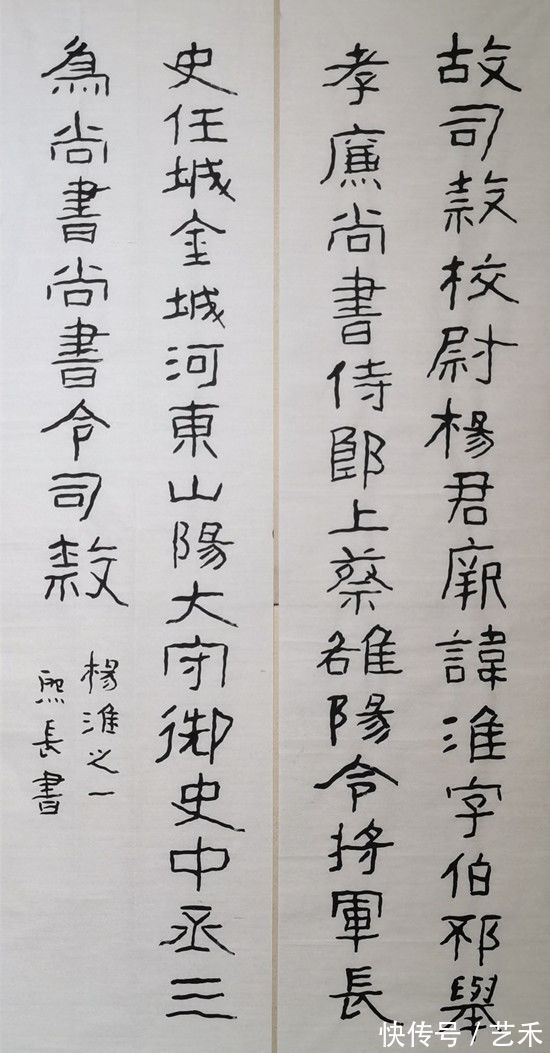 故司隸校尉楊君厥諱淮字伯邳舉
孝廉尚書侍郎上蔡雒陽令將軍長
史任城金城河東山陽大守御史中丞三
為尚書尚書令司隸
楊淮之一
熙長書
快传号/艺禾